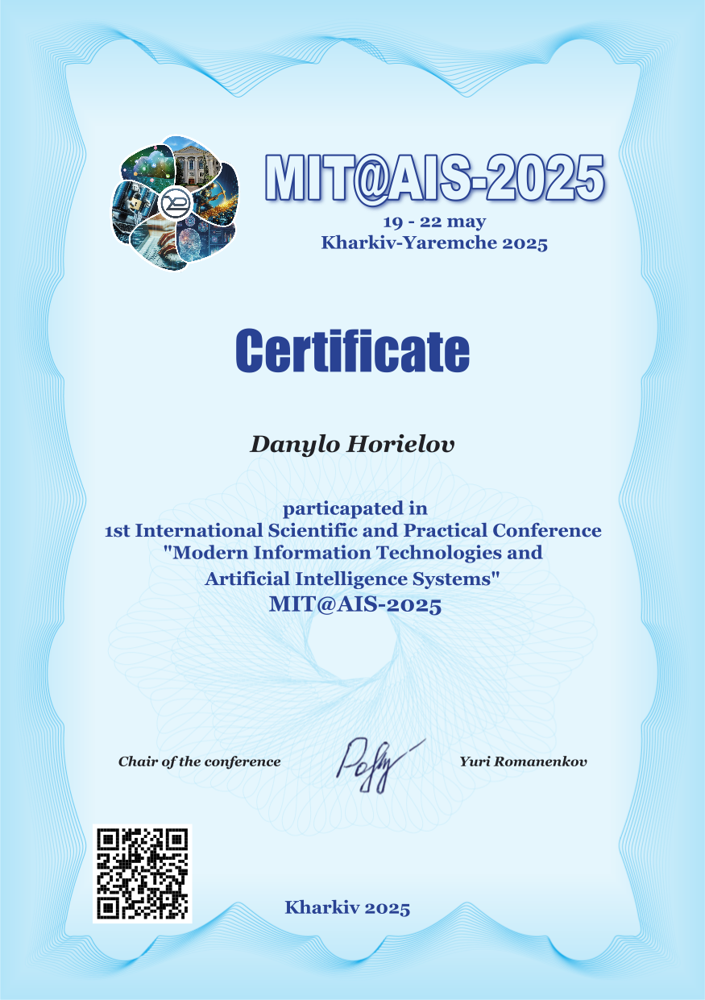 MIT@AIS-2025
19 - 22 may
Kharkiv-Yaremche 2025
Certificate
Danylo Horielov
particapated in
1st International Scientific and Practical Conference
"Modern Information Technologies and
Artificial Intelligence Systems"
MIT@AIS-2025
Chair of the conference
Yuri Romanenkov
Kharkiv 2025